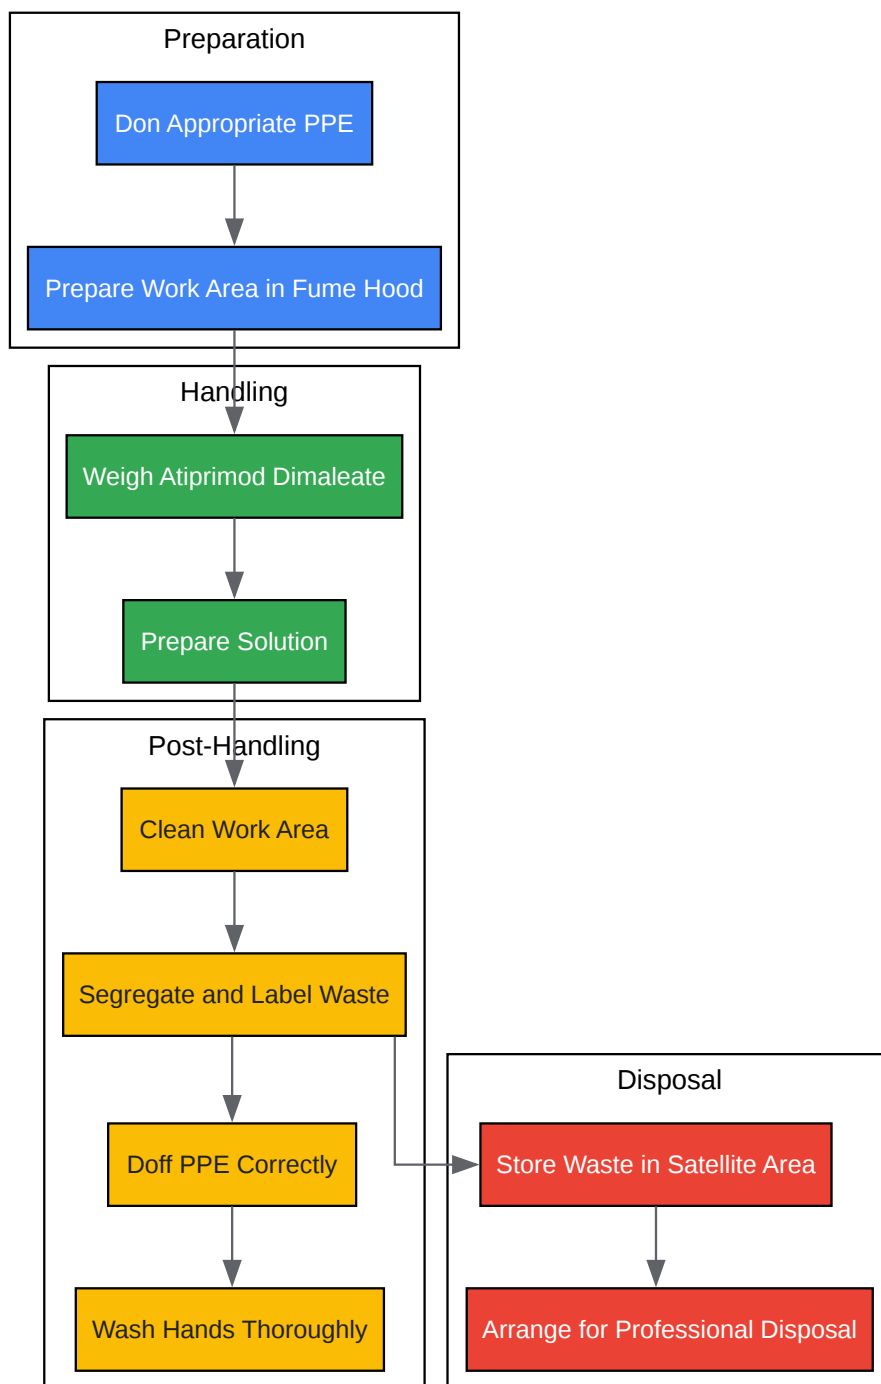 Preparation
Don Appropriate PPE
Prepare Work Area in Fume Hood
Handling
Weigh Atiprimod Dimaleate
Prepare Solution
Post-Handling
Clean Work Area
Segregate and Label Waste
Doff PPE Correctly
Wash Hands Thoroughly
Disposal
Store Waste in Satellite Area
Arrange for Professional Disposal